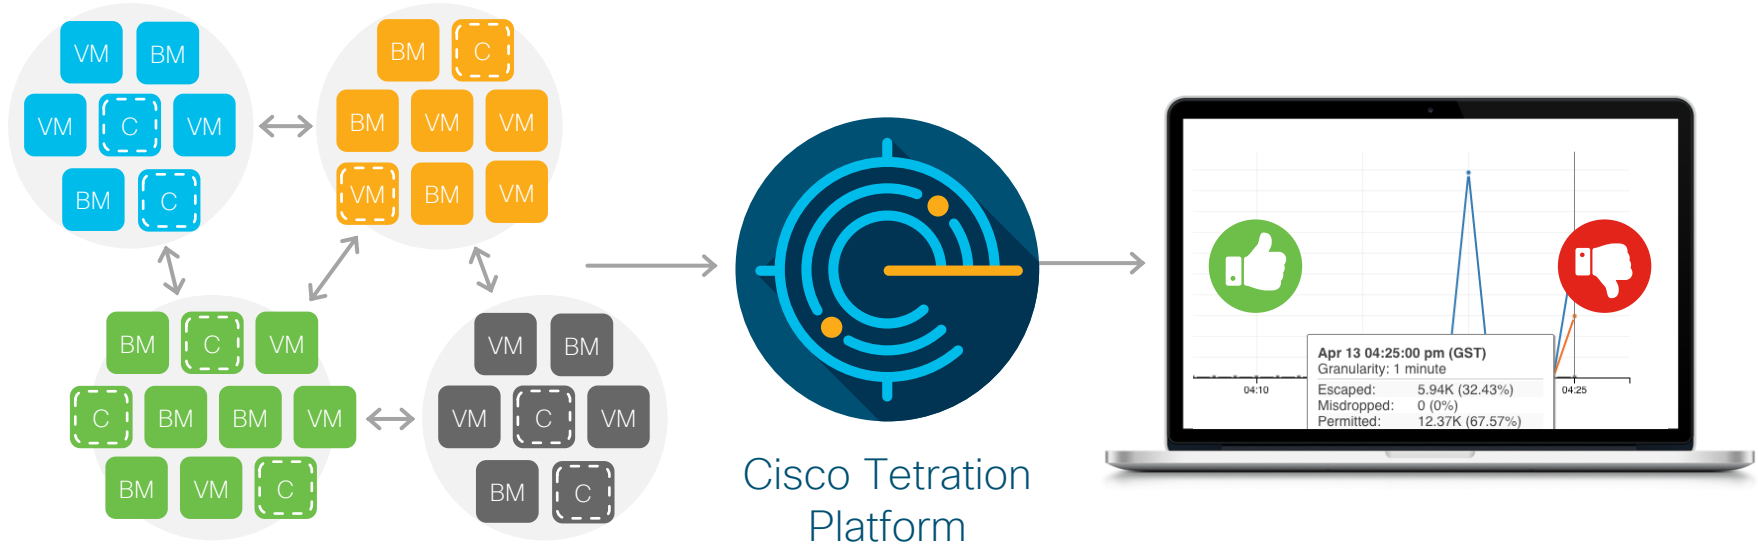 VM BM
VM C VM
BM C
BM C
BM VM VM
VM BM VM
BM C VM
C BM BM VM
BM VM C
VM BM
VM C VM
BM C
Cisco Tetration
Platform
Apr 13 04:25:00 pm (GST)
Granularity: 1 minute
Escaped: 5.94K (32.43%)
Misdropped: 0 (0%)
Permitted: 12.37K (67.57%)
04:10
04:25